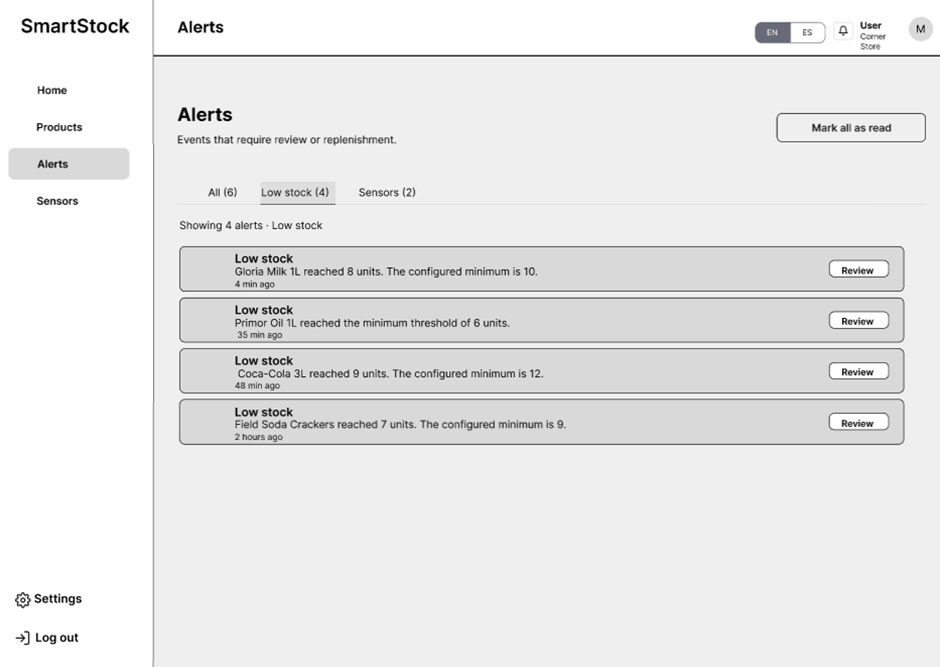 SmartStock
Alerts
EN
ES
User
Corner
Store
M
Home
Products
Alerts
Sensors
Alerts
Events that require review or replenishment.
Mark all as read
All (6)
Low stock (4)
Sensors (2)
Showing 4 alerts · Low stock
Low stock
Gloria Milk 1L reached 8 units. The configured minimum is 10.
4 min ago
Review
Low stock
Primor Oil 1L reached the minimum threshold of 6 units.
35 min ago
Review
Low stock
Coca-Cola 3L reached 9 units. The configured minimum is 12.
48 min ago
Review
Low stock
Field Soda Crackers reached 7 units. The configured minimum is 9.
2 hours ago
Review
Settings
Log out